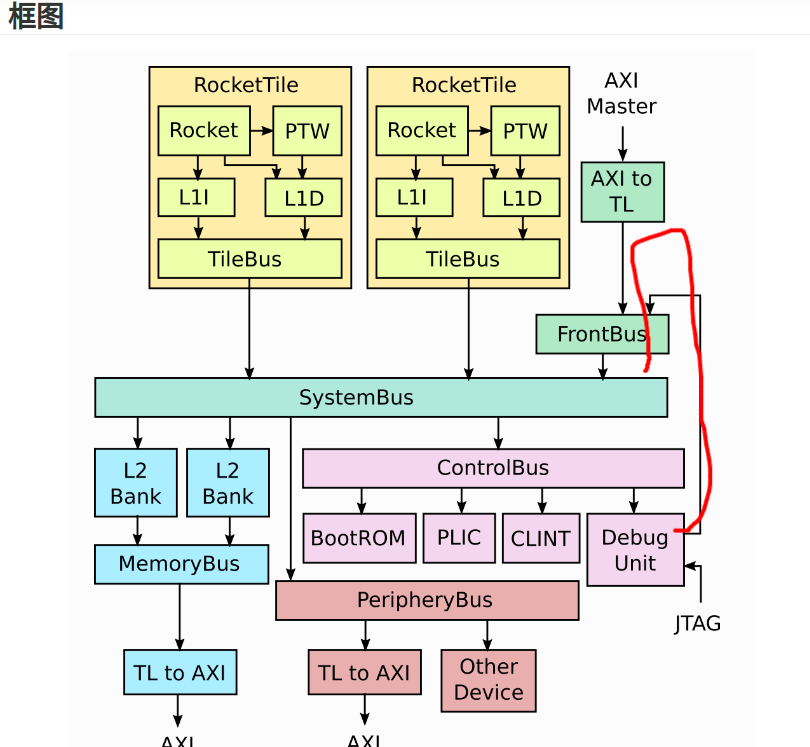 框图
RocketTile
RocketTile
AXI
Master
Rocket
PTW
Rocket
PTW
AXI to
TL
L1I
L1D
L1I
L1D
TileBus
TileBus
FrontBus
SystemBus
L2
Bank
L2
Bank
ControlBus
BootROM
PLIC
CLINT
Debug
Unit
MemoryBus
PeripheryBus
JTAG
TL to AXI
TL to AXI
Other
Device
AXI
AXI